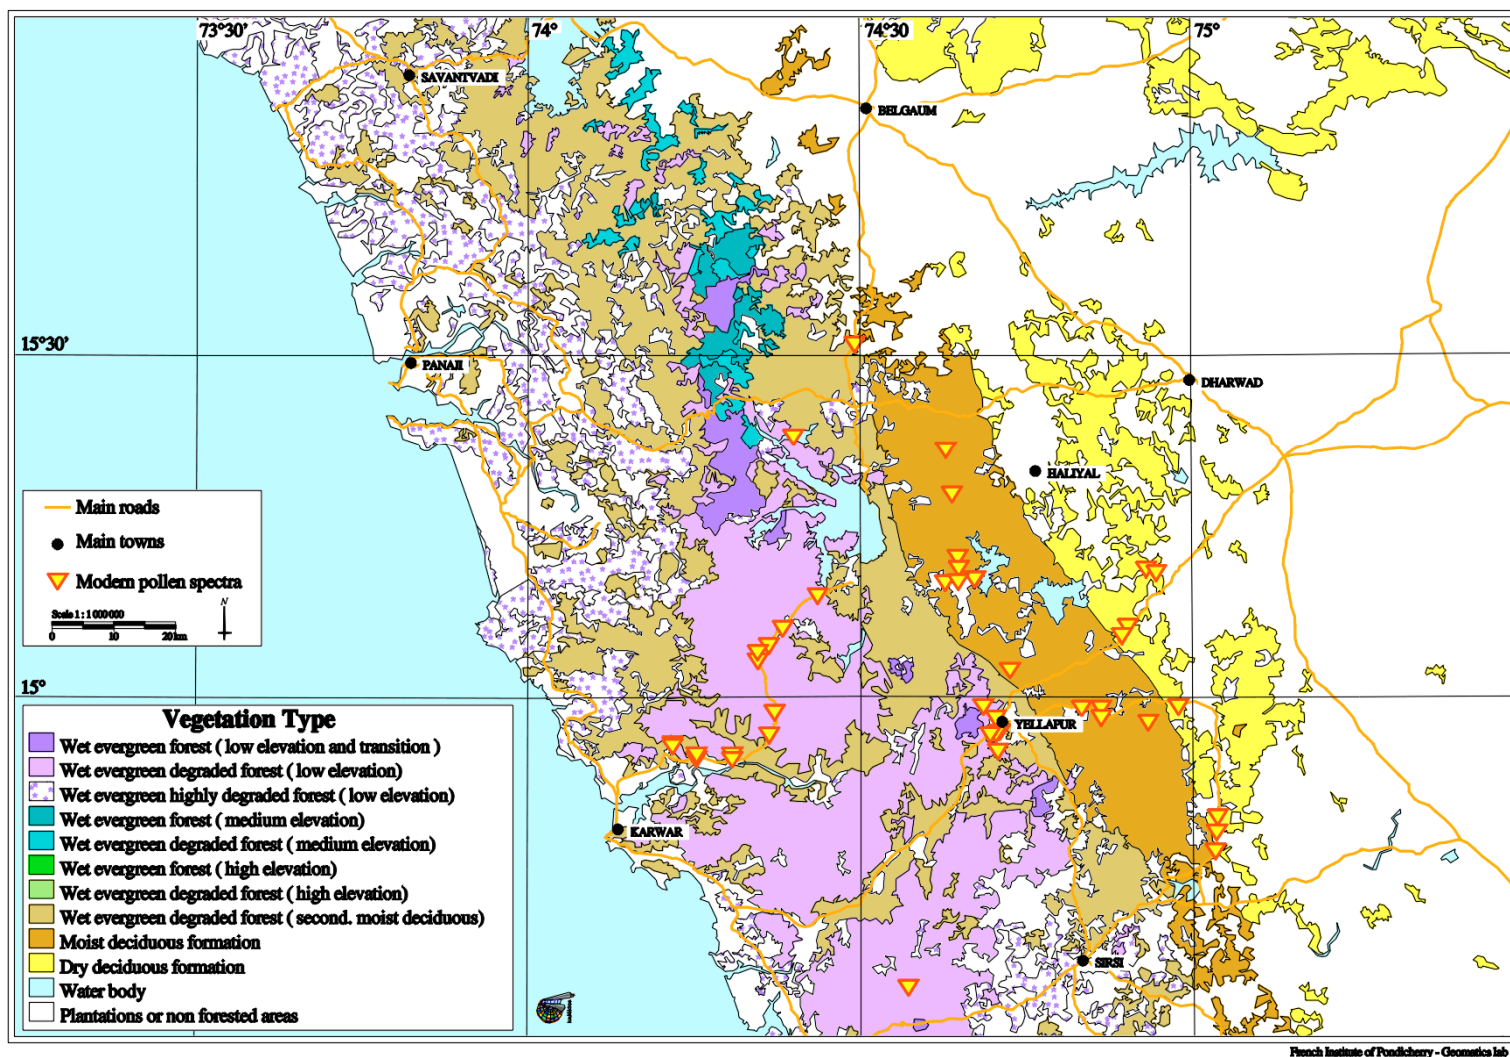 73°30'
74°
74°30
75°
SAVANTVADI
BELGAUM
15°30'
PANAJI
DHARWAD
HALIYAL
Main roads
Main towns
Modern pollen spectra
Scale 1 : 1 000 000
N
0 10 20 km
15°
YELLAPUR
KARWAR
SIRSI
Vegetation Type
Wet evergreen forest ( low elevation and transition )
Wet evergreen degraded forest ( low elevation)
Wet evergreen highly degraded forest ( low elevation)
Wet evergreen forest ( medium elevation)
Wet evergreen degraded forest ( medium elevation)
Wet evergreen forest ( high elevation)
Wet evergreen degraded forest ( high elevation)
Wet evergreen degraded forest ( second. moist deciduous)
Moist deciduous formation
Dry deciduous formation
Water body
Plantations or non forested areas
French Institute of Pondicherry - Geomatics lab